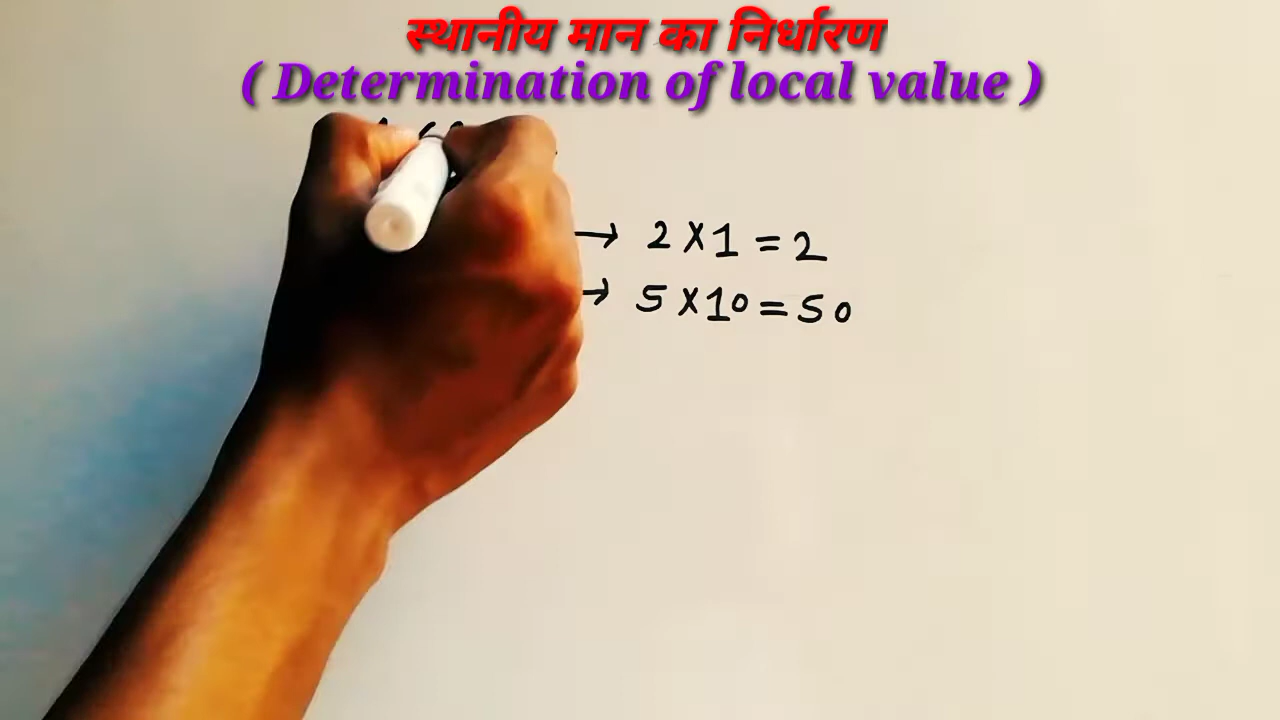 स्थानीय मान का निर्धारण
( Determination of local value )
→ 2 X 1 = 2
→ 5 X 10 = 50